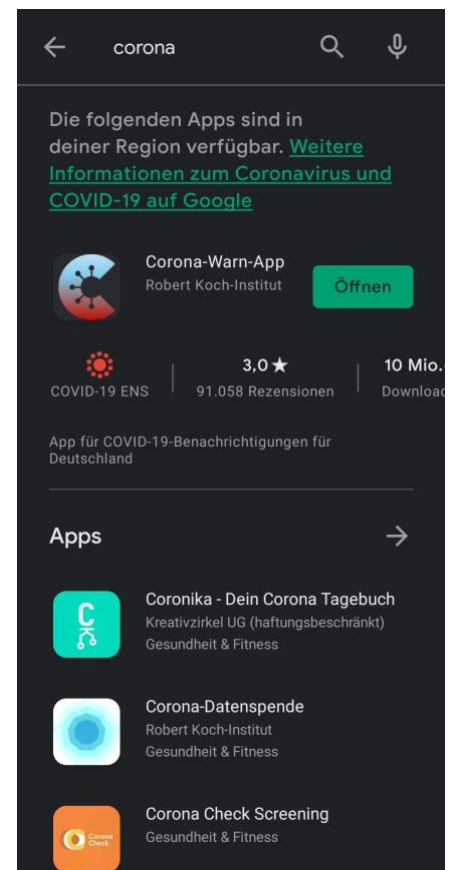 corona
Die folgenden Apps sind in
deiner Region verfügbar. Weitere
Informationen zum Coronavirus und
COVID-19 auf Google
Corona-Warn-App
Robert Koch-Institut
Öffnen
COVID-19 ENS
3,0 ★
91.058 Rezensionen
10 Mio.
Downloa
App für COVID-19-Benachrichtigungen für
Deutschland
Apps
Coronika - Dein Corona Tagebuch
Kreativzirkel UG (haftungsbeschränkt)
Gesundheit & Fitness
Corona-Datenspende
Robert Koch-Institut
Gesundheit & Fitness
Corona Check Screening
Gesundheit & Fitness
Corona
Check